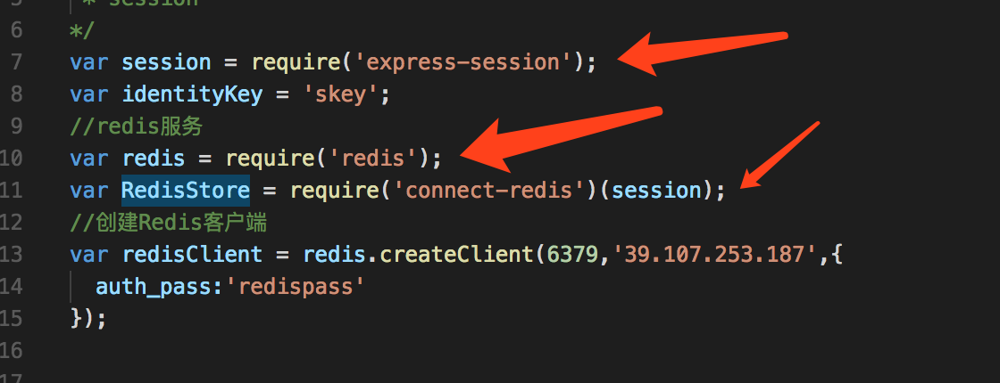 5 * session
6 */
7 var session = require('express-session');
8 var identityKey = 'skey';
9 //redis服务
10 var redis = require('redis');
11 var RedisStore = require('connect-redis')(session);
12 //创建Redis客户端
13 var redisClient = redis.createClient(6379,'39.107.253.187',{
14 auth_pass:'redispass'
15 });
16
17